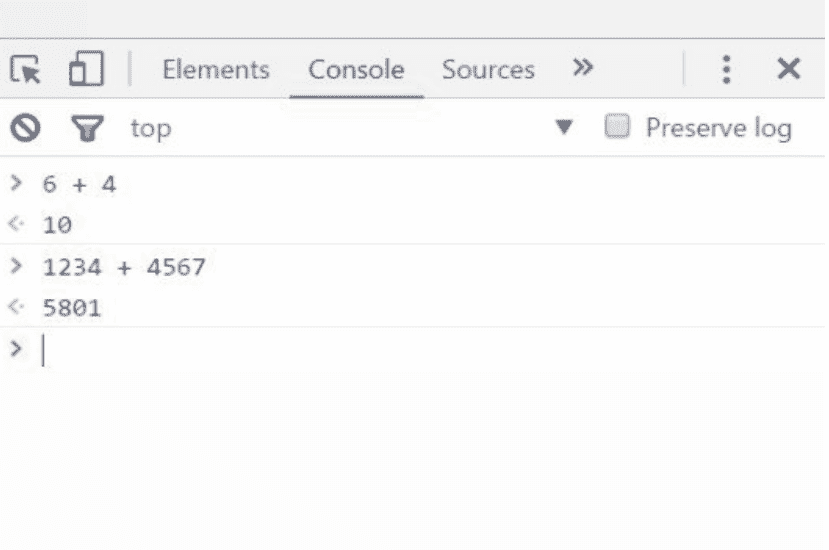 Elements Console Sources »
top ▼ Preserve log
> 6 + 4
<· 10
> 1234 + 4567
<· 5801
>